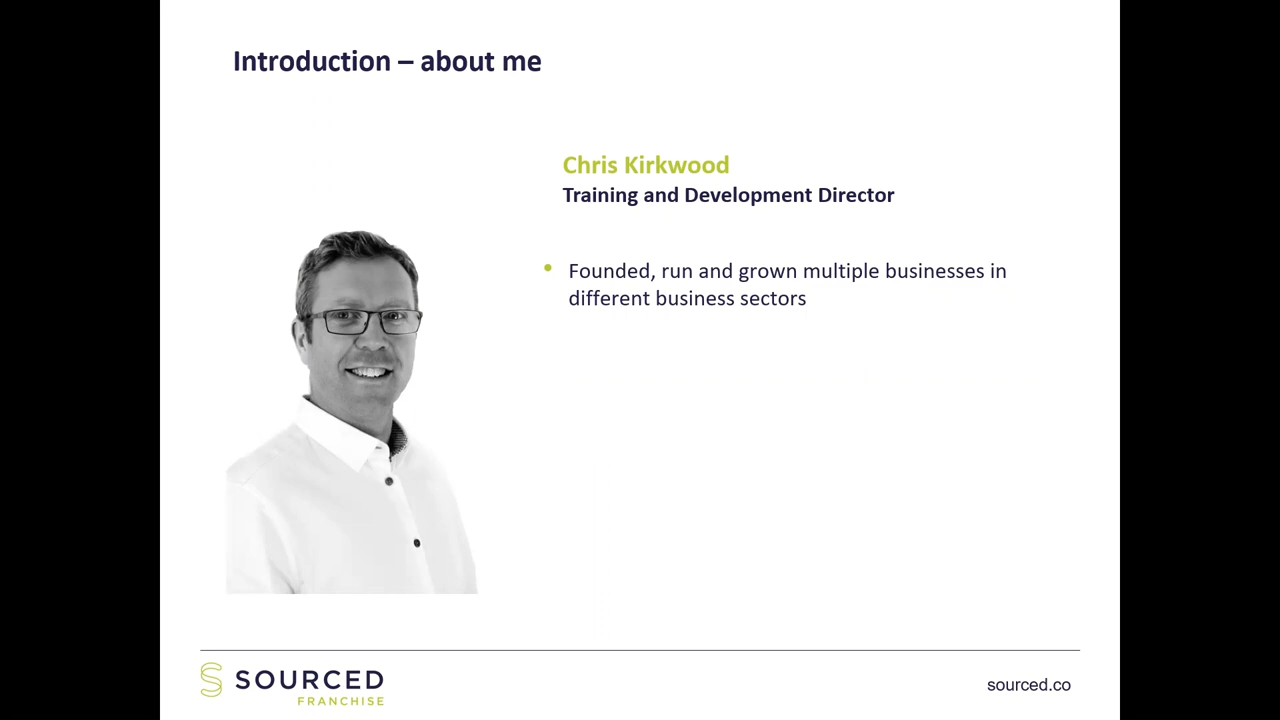 Introduction – about me
Chris Kirkwood
Training and Development Director
• Founded, run and grown multiple businesses in
different business sectors
SOURCED
FRANCHISE
sourced.co